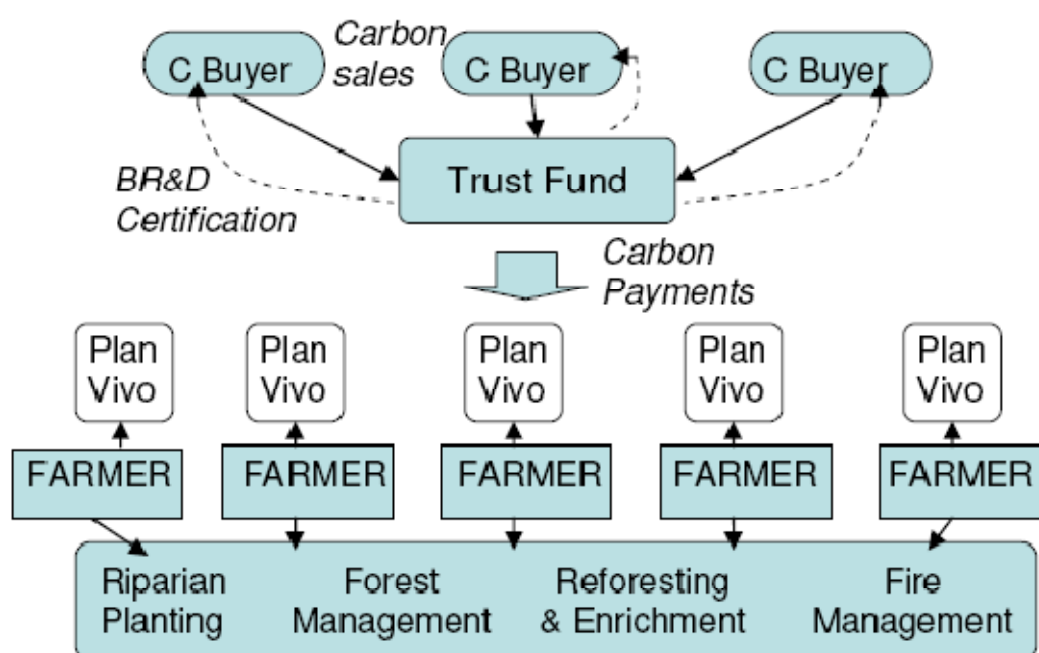 Carbon
sales
C Buyer
C Buyer
C Buyer
Trust Fund
BR&D
Certification
Carbon
Payments
Plan
Vivo
Plan
Vivo
Plan
Vivo
Plan
Vivo
Plan
Vivo
FARMER
FARMER
FARMER
FARMER
FARMER
Riparian
Planting
Forest
Management
Reforesting
& Enrichment
Fire
Management